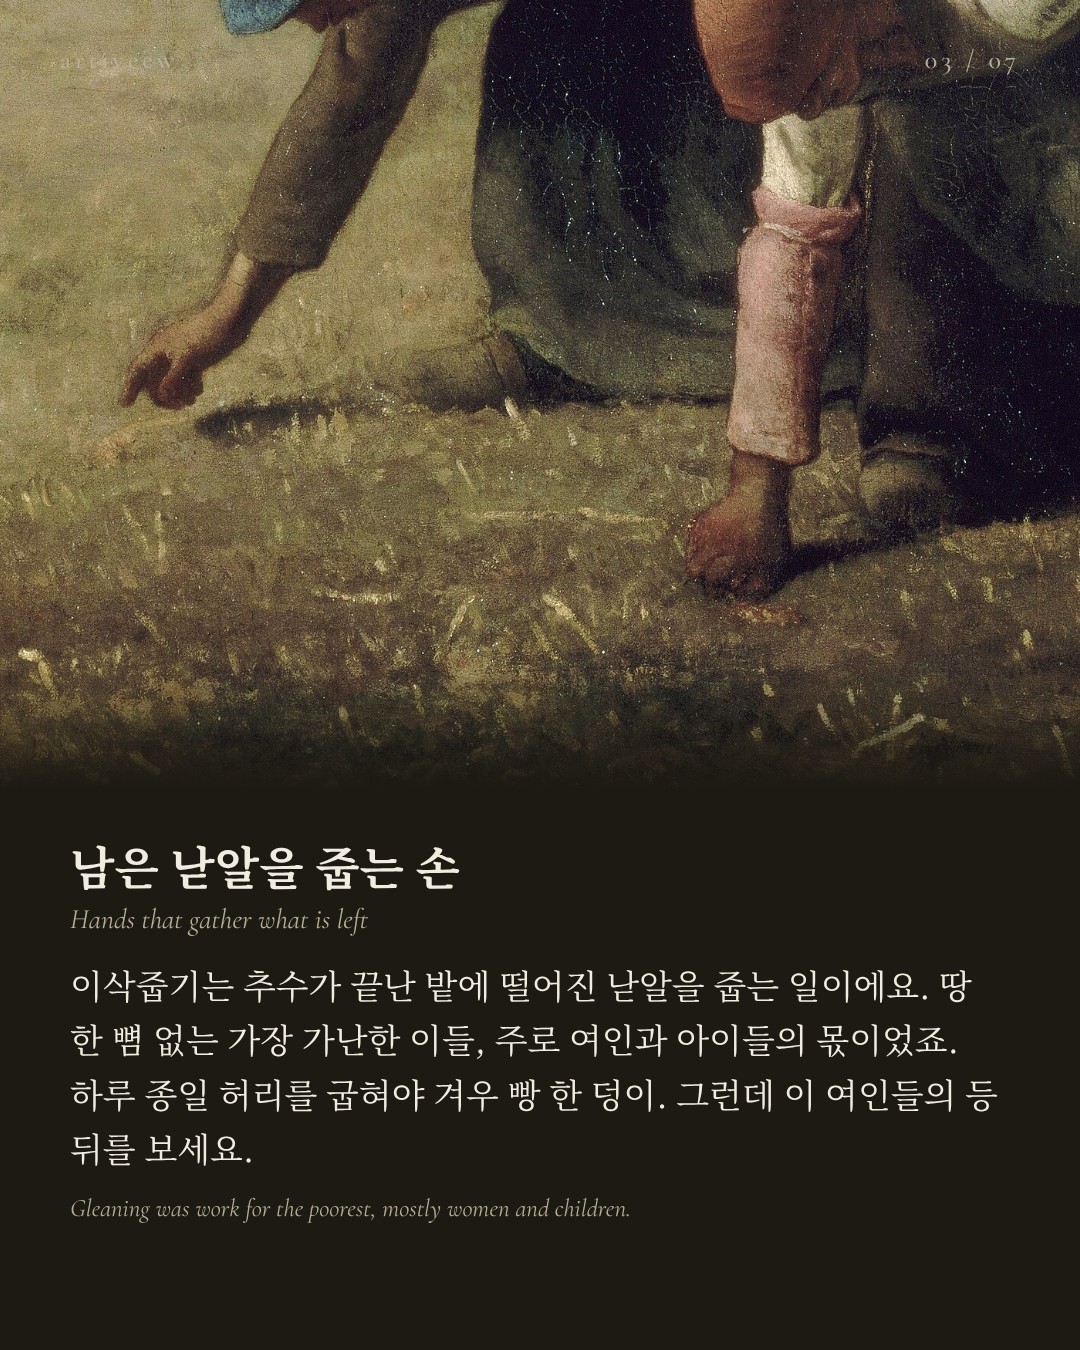 artiveew
03 / 07
남은 낟알을 줍는 손
Hands that gather what is left
이삭줍기는 추수가 끝난 밭에 떨어진 낟알을 줍는 일이에요. 땅
한 뼘 없는 가장 가난한 이들, 주로 여인과 아이들의 몫이었죠.
하루 종일 허리를 굽혀야 겨우 빵 한 덩이. 그런데 이 여인들의 등
뒤를 보세요.
Gleaning was work for the poorest, mostly women and children.